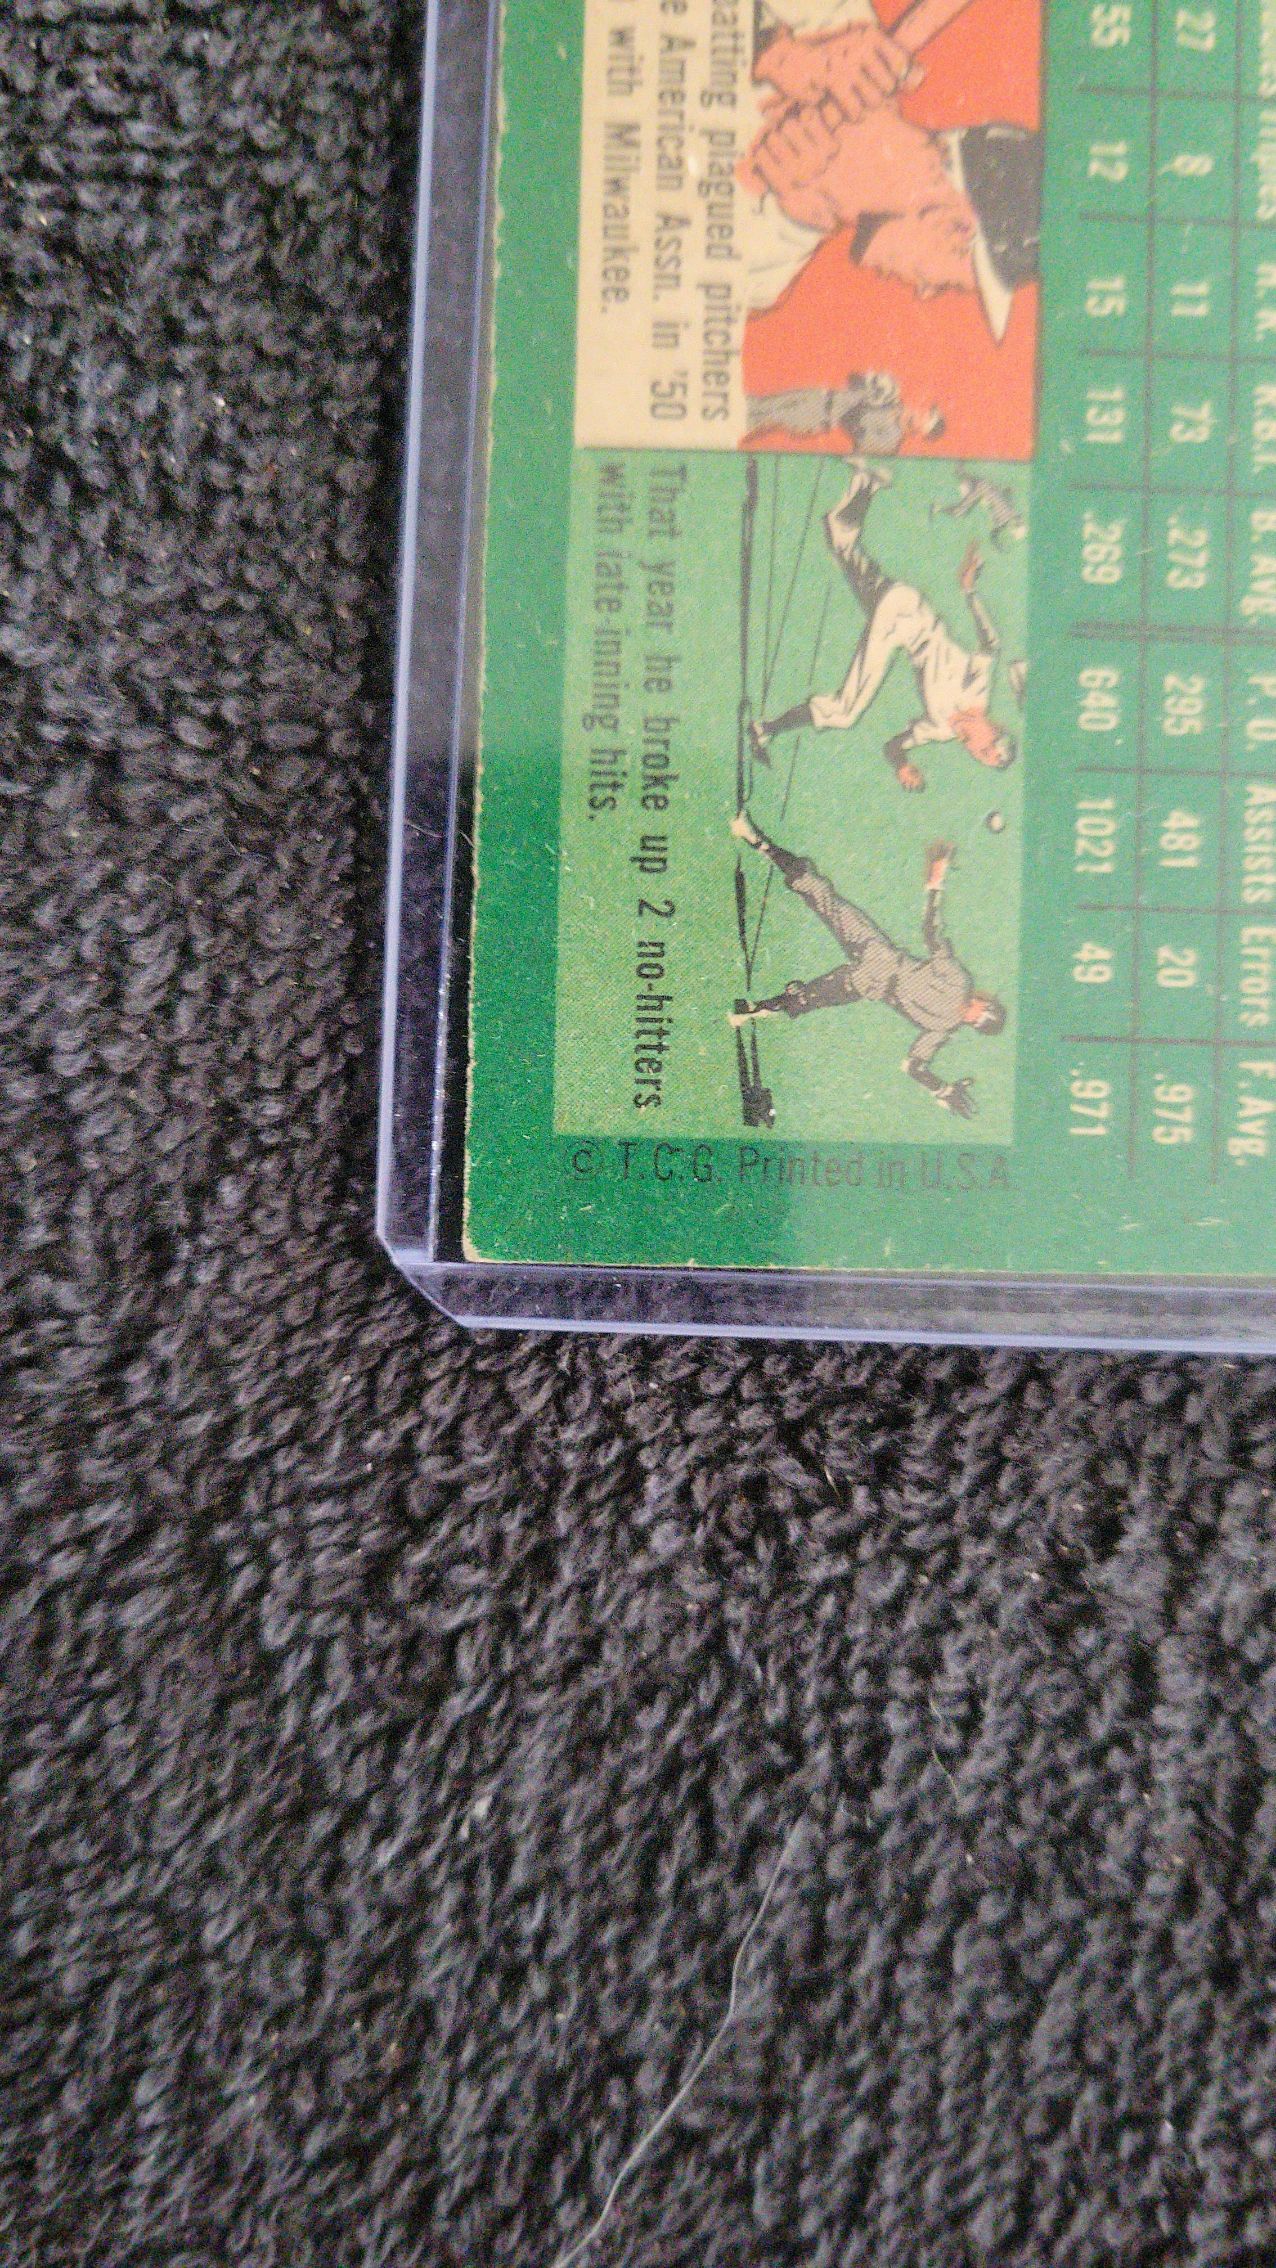 Triples H.R. R.B.I. B. Avg. P. O. Assists Errors F. Avg.
27 8 11 73 .273 295 481 20 .975
55 12 15 131 .269 640 1021 49 .971
batting plagued pitchers
American Assn. in '50
with Milwaukee.
That year he broke up 2 no-hitters
with late-inning hits.
© T.C.G. Printed in U.S.A.